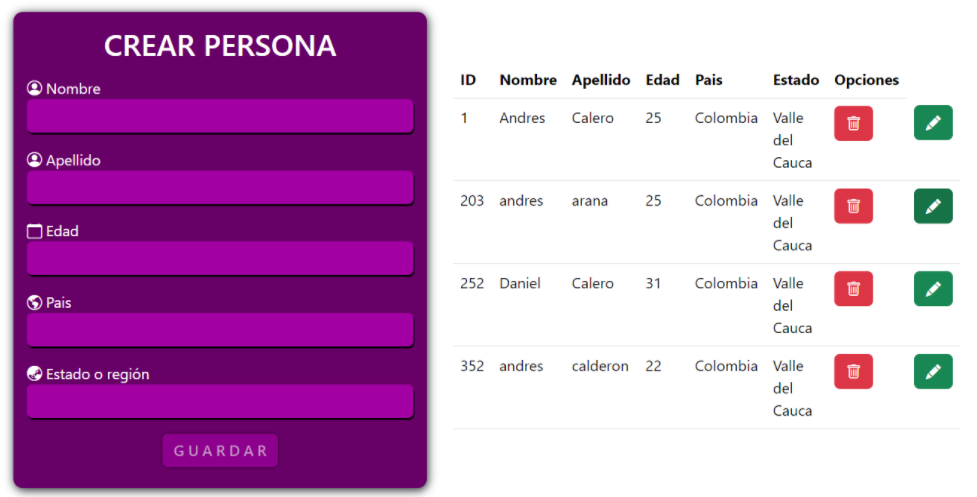 CREAR PERSONA
Nombre
Apellido
Edad
Pais
Estado o región
GUARDAR
ID Nombre Apellido Edad Pais Estado Opciones
1 Andres Calero 25 Colombia Valle
del
Cauca
203 andres arana 25 Colombia Valle
del
Cauca
252 Daniel Calero 31 Colombia Valle
del
Cauca
352 andres calderon 22 Colombia Valle
del
Cauca